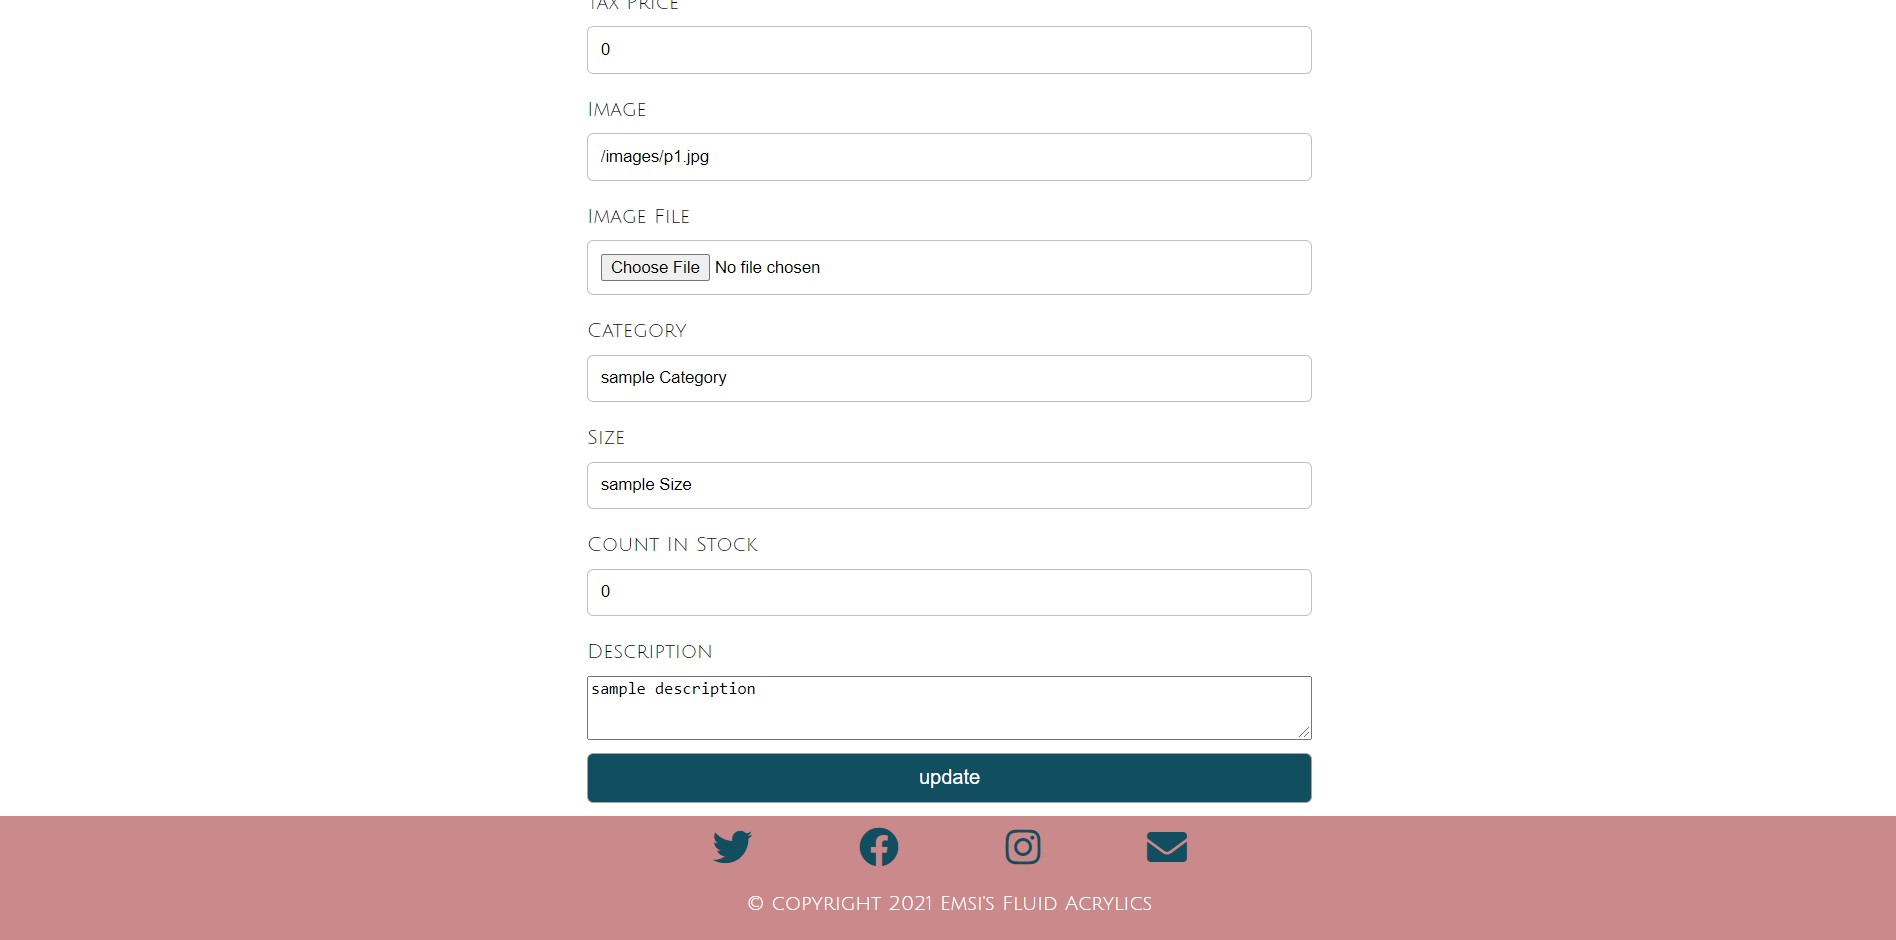 Tax Price
0
Image
/images/p1.jpg
Image File
Choose File No file chosen
Category
sample Category
Size
sample Size
Count In Stock
0
Description
sample description
update
© copyright 2021 Emsi's Fluid Acrylics